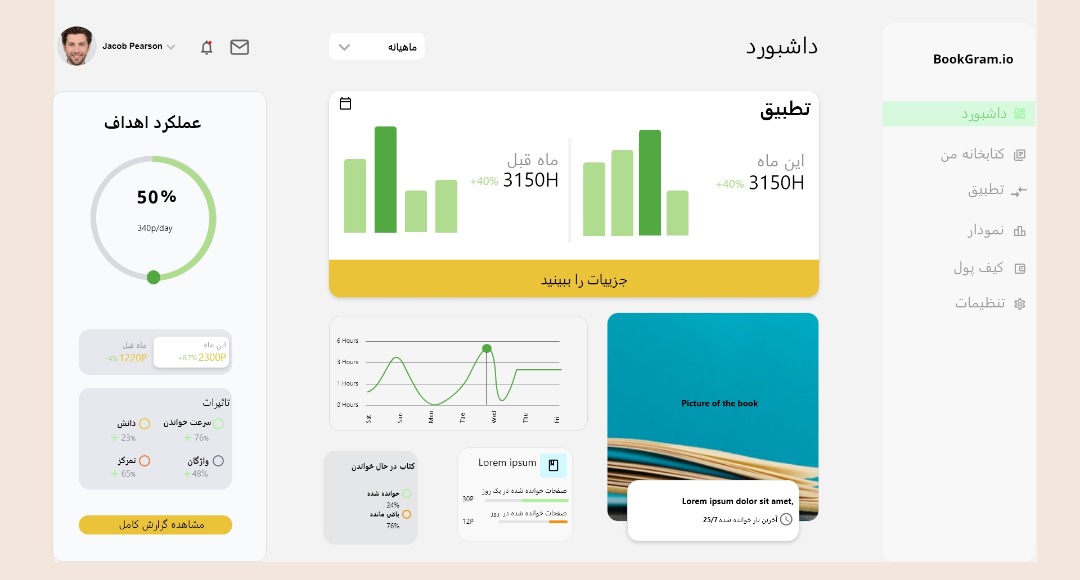 BookGram.io
داشبورد
کتابخانه من
تطبیق
نمودار
کیف پول
تنظیمات
داشبورد
ماهیانه
Jacob Pearson
تطبیق
این ماه
3150H +40%
ماه قبل
3150H +40%
جزییات را ببینید
6 Hours
3 Hours
1 Hours
0 Hours
Sat
Sun
Mon
Tue
Wed
Thu
Fri
Picture of the book
Lorem ipsum dolor sit amet,
آخرین بار خوانده شده 25/7
Lorem ipsum
صفحات خوانده شده در یک روز
30P
صفحات خوانده شده در روز
12P
کتاب در حال خواندن
خوانده شده
24%
باقی مانده
76%
عملکرد اهداف
50%
340p/day
این ماه
2300P +8.7%
ماه قبل
1220P -4%
تاثیرات
سرعت خواندن
+ 76%
دانش
+ 23%
واژگان
+48%
تمرکز
+ 65%
مشاهده گزارش کامل